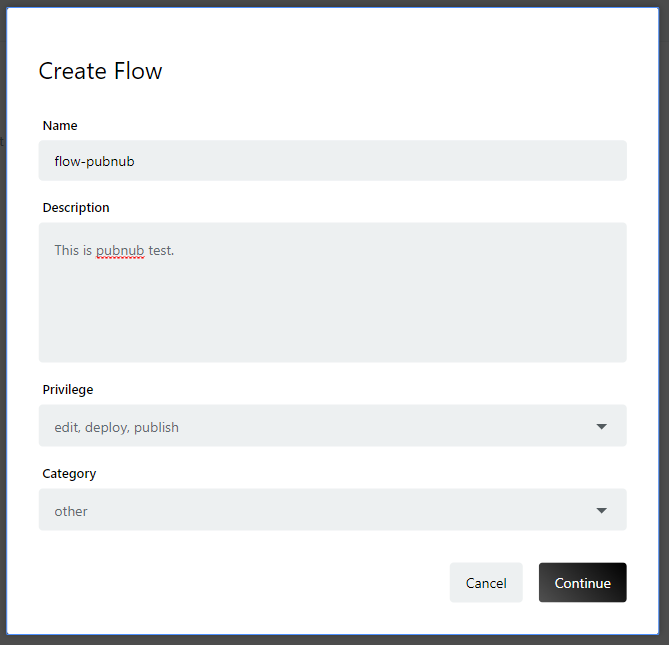 Create Flow
Name
flow-pubnub
Description
This is pubnub test.
Privilege
edit, deploy, publish
Category
other
Cancel
Continue